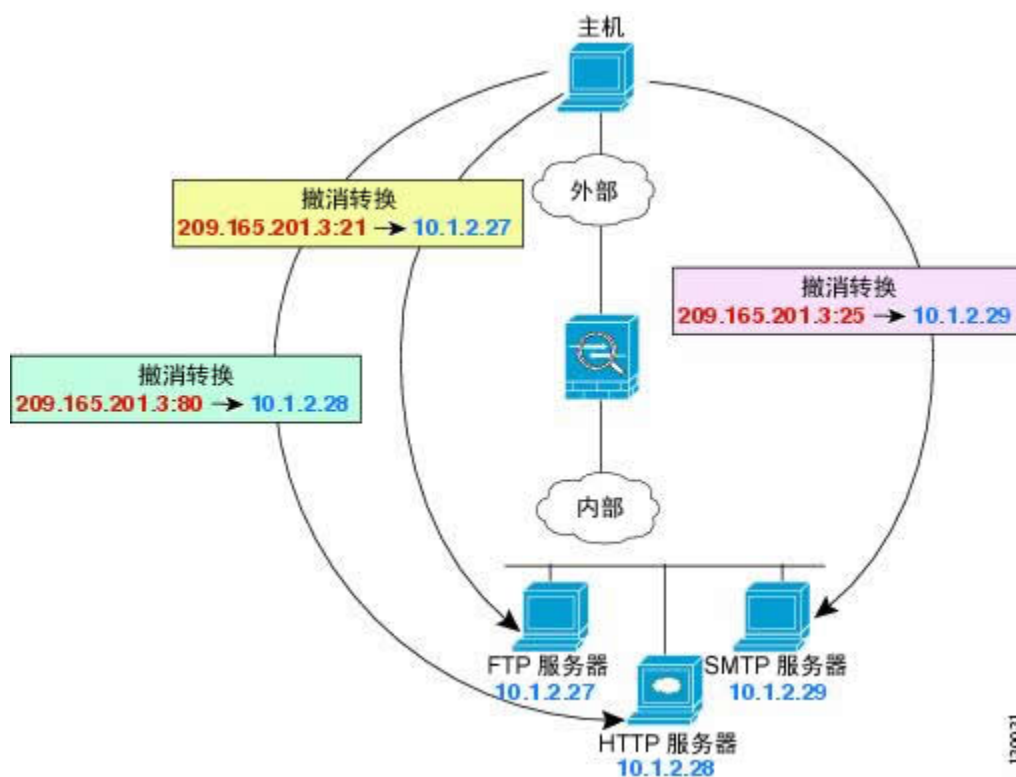 主机
外部
撤消转换
209.165.201.3:21 → 10.1.2.27
撤消转换
209.165.201.3:25 → 10.1.2.29
撤消转换
209.165.201.3:80 → 10.1.2.28
内部
FTP 服务器
10.1.2.27
SMTP 服务器
10.1.2.29
HTTP 服务器
10.1.2.28
130031